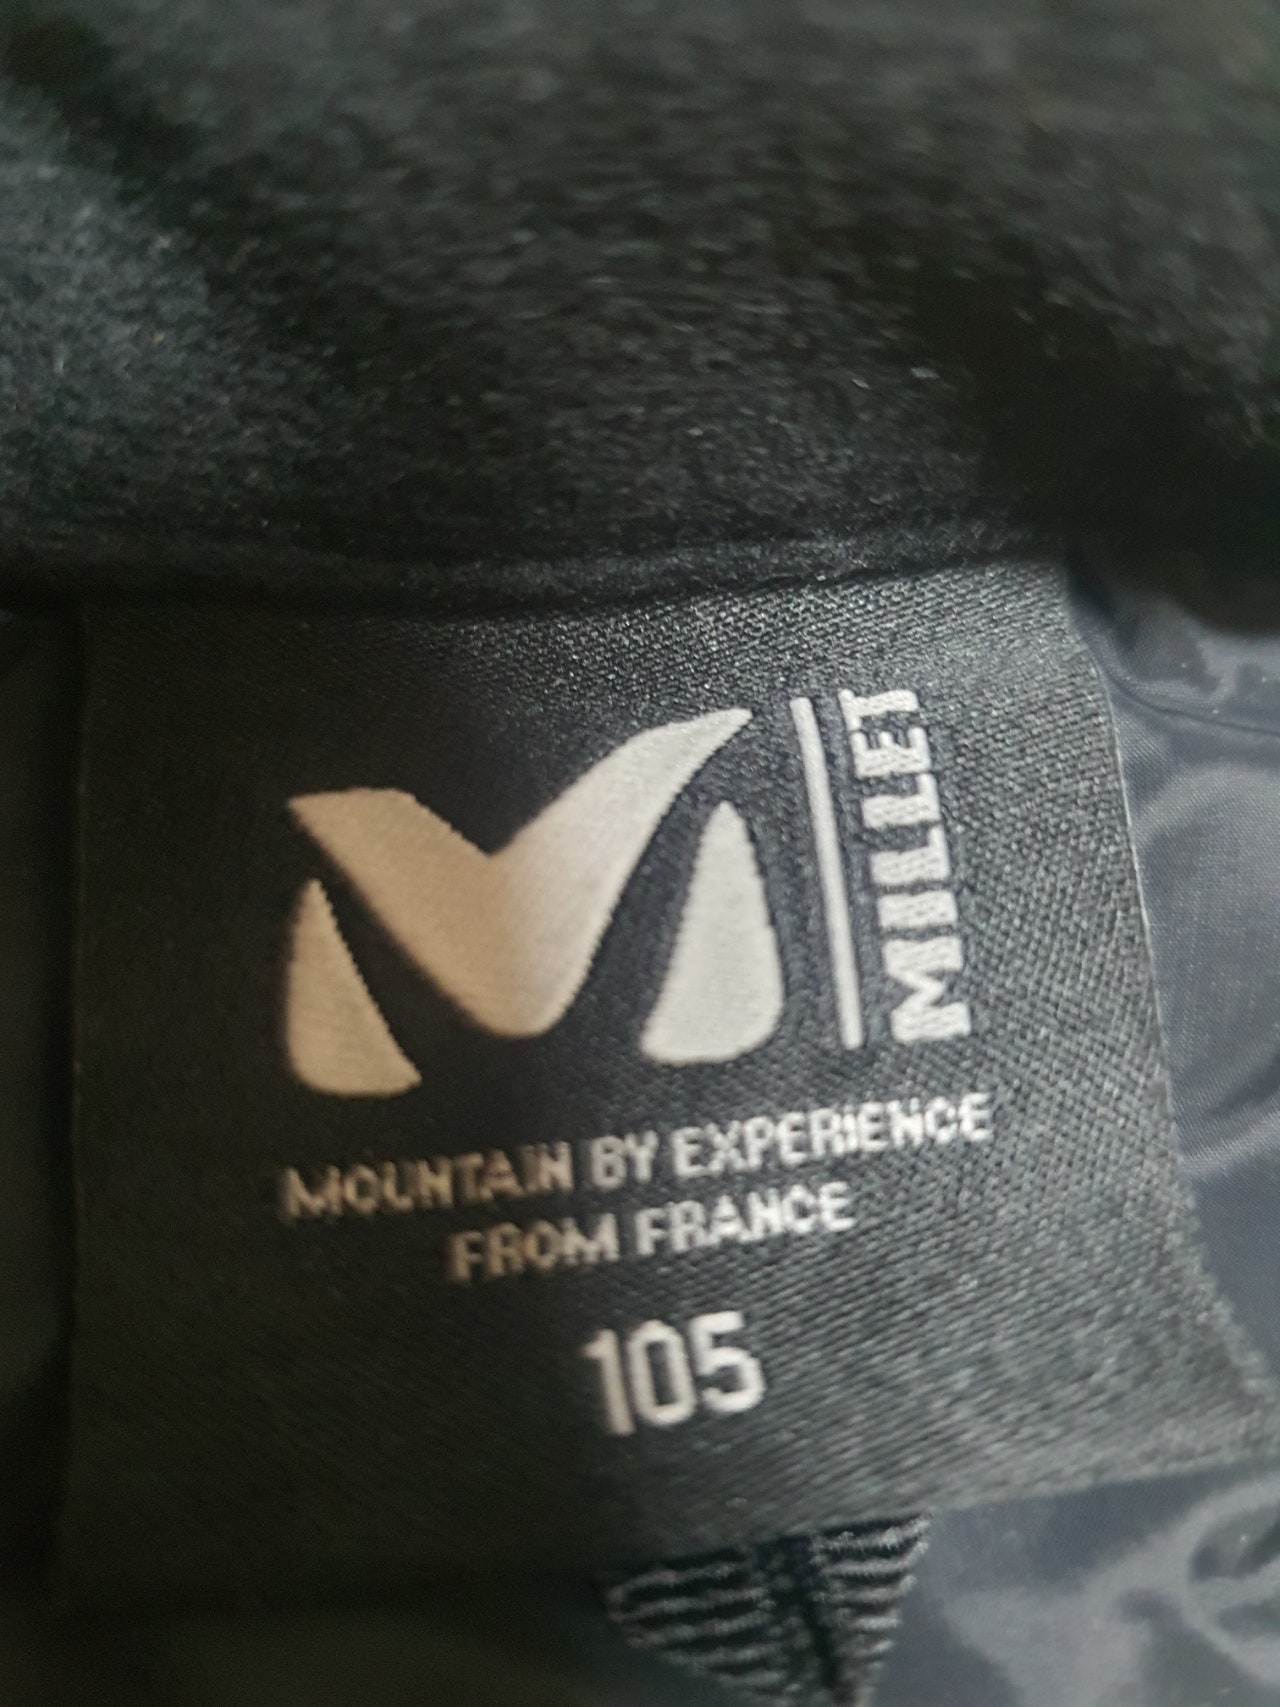 MILLET
MOUNTAIN BY EXPERIENCE
FROM FRANCE
105